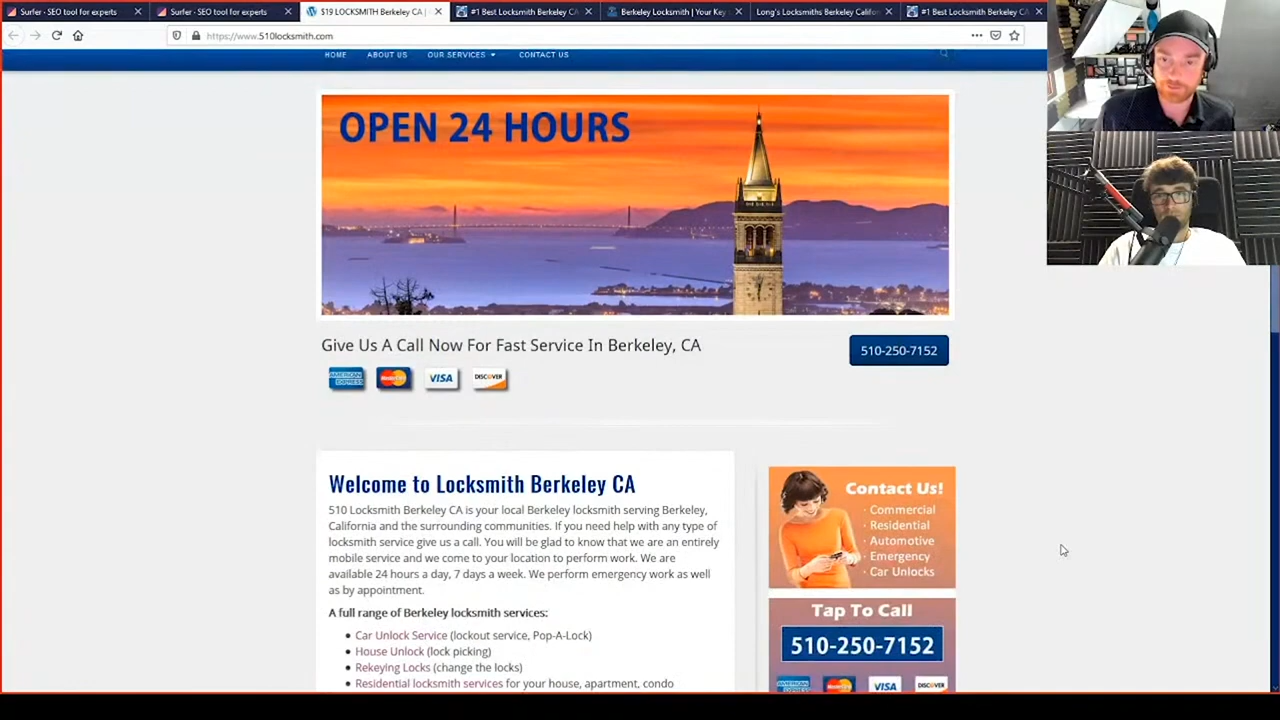 Surfer · SEO tool for experts
Surfer · SEO tool for experts
$19 LOCKSMITH Berkeley CA |
#1 Best Locksmith Berkeley CA
Berkeley Locksmith | Your Key
Long's Locksmiths Berkeley Califo
#1 Best Locksmith Berkeley CA
https://www.510locksmith.com
HOME ABOUT US OUR SERVICES CONTACT US
OPEN 24 HOURS
Give Us A Call Now For Fast Service In Berkeley, CA
510-250-7152
AMERICAN EXPRESS MasterCard VISA DISCOVER
Welcome to Locksmith Berkeley CA
510 Locksmith Berkeley CA is your local Berkeley locksmith serving Berkeley,
California and the surrounding communities. If you need help with any type of
locksmith service give us a call. You will be glad to know that we are an entirely
mobile service and we come to your location to perform work. We are
available 24 hours a day, 7 days a week. We perform emergency work as well
as by appointment.
A full range of Berkeley locksmith services:
Car Unlock Service (lockout service, Pop-A-Lock)
House Unlock (lock picking)
Rekeying Locks (change the locks)
Residential locksmith services for your house, apartment, condo
Contact Us!
· Commercial
· Residential
· Automotive
· Emergency
· Car Unlocks
Tap To Call
510-250-7152
AMERICAN MasterCard VISA DISCOVER